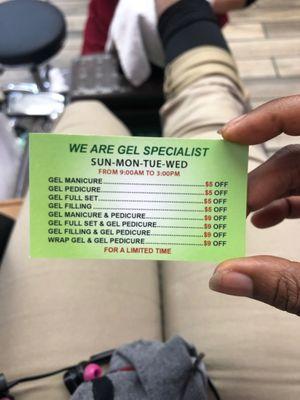 WE ARE GEL SPECIALIST
SUN-MON-TUE-WED
FROM 9:00AM TO 3:00PM
GEL MANICURE..............................................$5 OFF
GEL PEDICURE..............................................$5 OFF
GEL FULL SET...............................................$5 OFF
GEL FILLING..................................................$5 OFF
GEL MANICURE & PEDICURE......................$9 OFF
GEL FULL SET & GEL PEDICURE.................$9 OFF
GEL FILLING & GEL PEDICURE....................$9 OFF
WRAP GEL & GEL PEDICURE.......................$9 OFF
FOR A LIMITED TIME